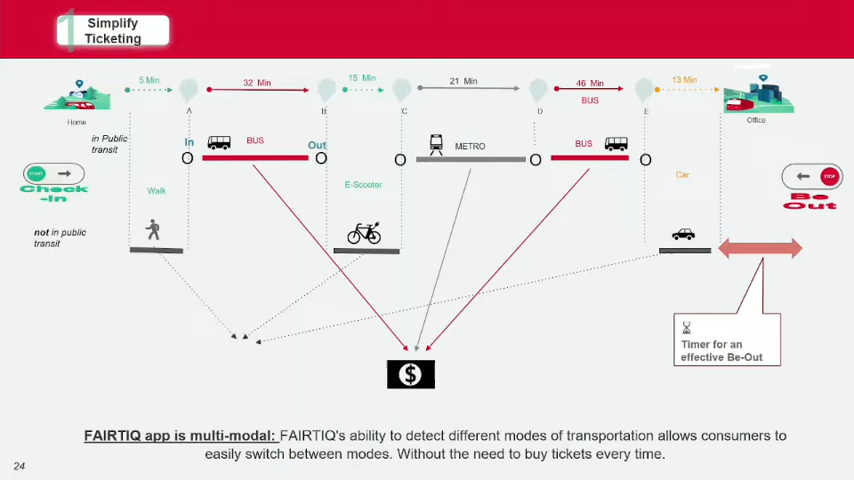 1
Simplify
Ticketing
5 Min
32 Min
15 Min
21 Min
46 Min
13 Min
BUS
Home
A
B
C
D
E
Office
in Public
transit
In
BUS
Out
METRO
BUS
START
Check
-In
STOP
Be
Out
Walk
E-Scooter
Car
not in public
transit
$
Timer for an
effective Be-Out
FAIRTIQ app is multi-modal: FAIRTIQ's ability to detect different modes of transportation allows consumers to
easily switch between modes. Without the need to buy tickets every time.
24